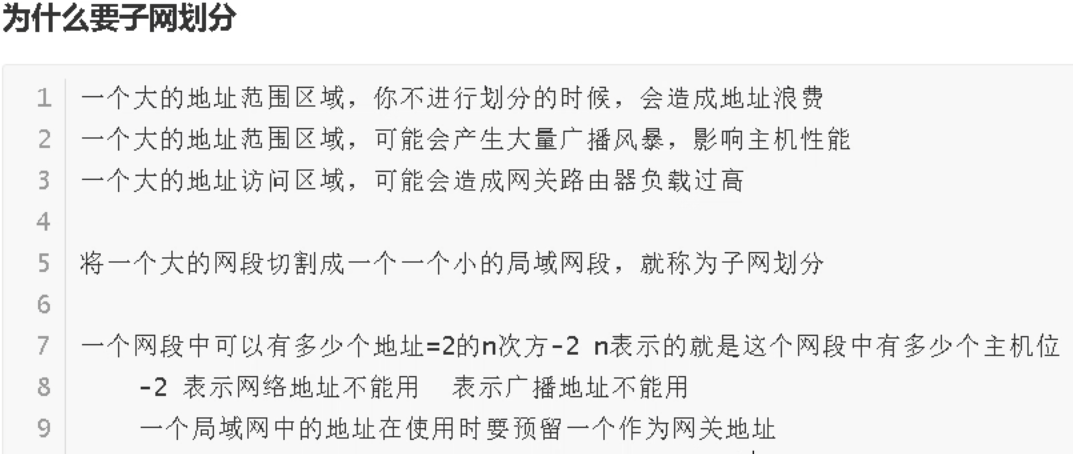 为什么要子网划分
1 一个大的地址范围区域，你不进行划分的时候，会造成地址浪费
2 一个大的地址范围区域，可能会产生大量广播风暴，影响主机性能
3 一个大的地址访问区域，可能会造成网关路由器负载过高
4
5 将一个大的网段切割成一个一个小的局域网段，就称为子网划分
6
7 一个网段中可以有多少个地址=2的n次方-2 n表示的就是这个网段中有多少个主机位
8 -2 表示网络地址不能用 表示广播地址不能用
9 一个局域网中的地址在使用时要预留一个作为网关地址